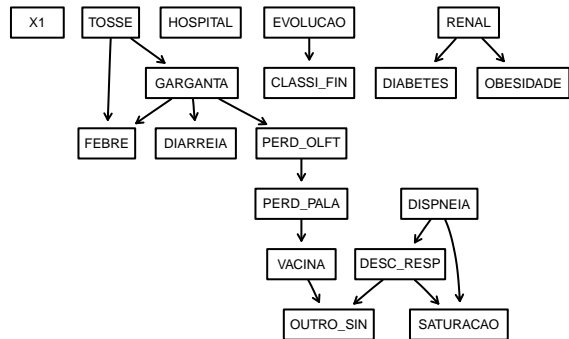 X1
TOSSE
HOSPITAL
EVOLUCAO
RENAL
GARGANTA
CLASSI_FIN
DIABETES
OBESIDADE
FEBRE
DIARREIA
PERD_OLFT
PERD_PALA
DISPNEIA
VACINA
DESC_RESP
OUTRO_SIN
SATURACAO